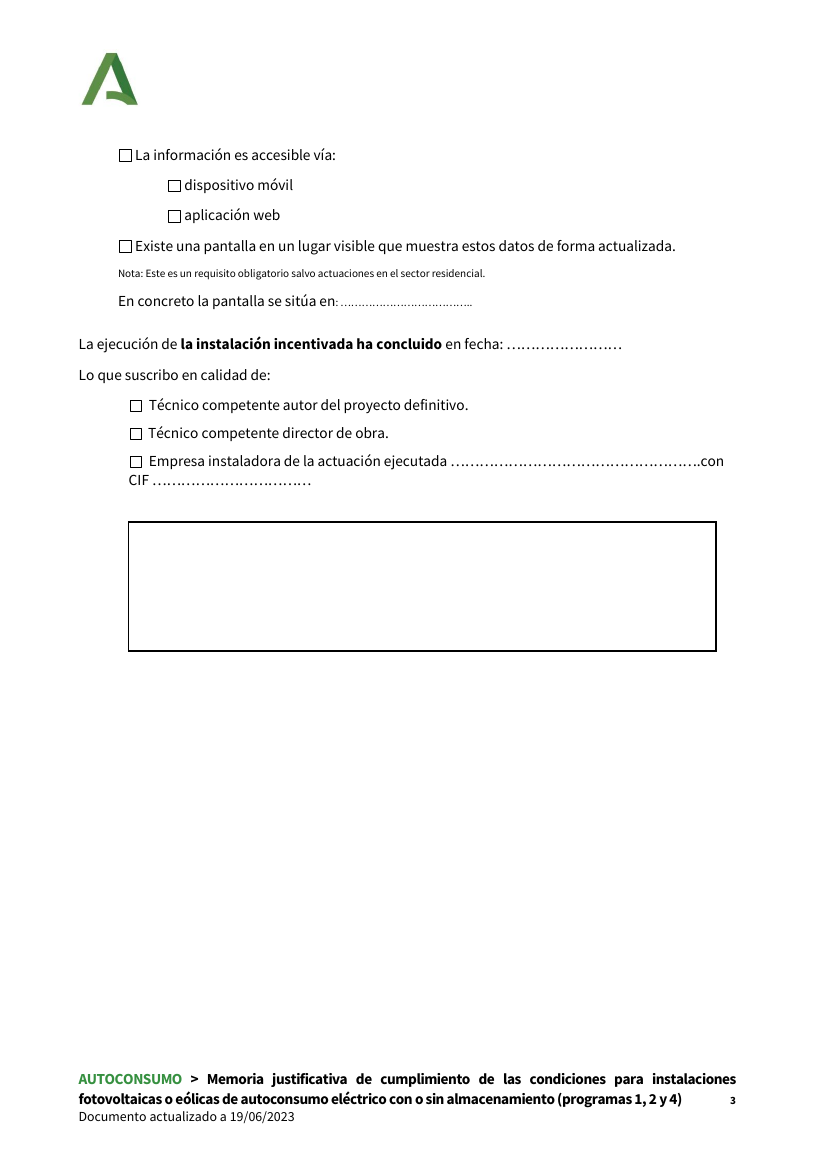 La información es accesible vía:
dispositivo móvil
aplicación web
Existe una pantalla en un lugar visible que muestra estos datos de forma actualizada.
Nota: Este es un requisito obligatorio salvo actuaciones en el sector residencial.
En concreto la pantalla se sitúa en: ………………………………..
La ejecución de la instalación incentivada ha concluido en fecha: ……………………
Lo que suscribo en calidad de:
Técnico competente autor del proyecto definitivo.
Técnico competente director de obra.
Empresa instaladora de la actuación ejecutada …………………………………………….con
CIF ……………………………
AUTOCONSUMO > Memoria justificativa de cumplimiento de las condiciones para instalaciones
fotovoltaicas o eólicas de autoconsumo eléctrico con o sin almacenamiento (programas 1, 2 y 4) 3
Documento actualizado a 19/06/2023